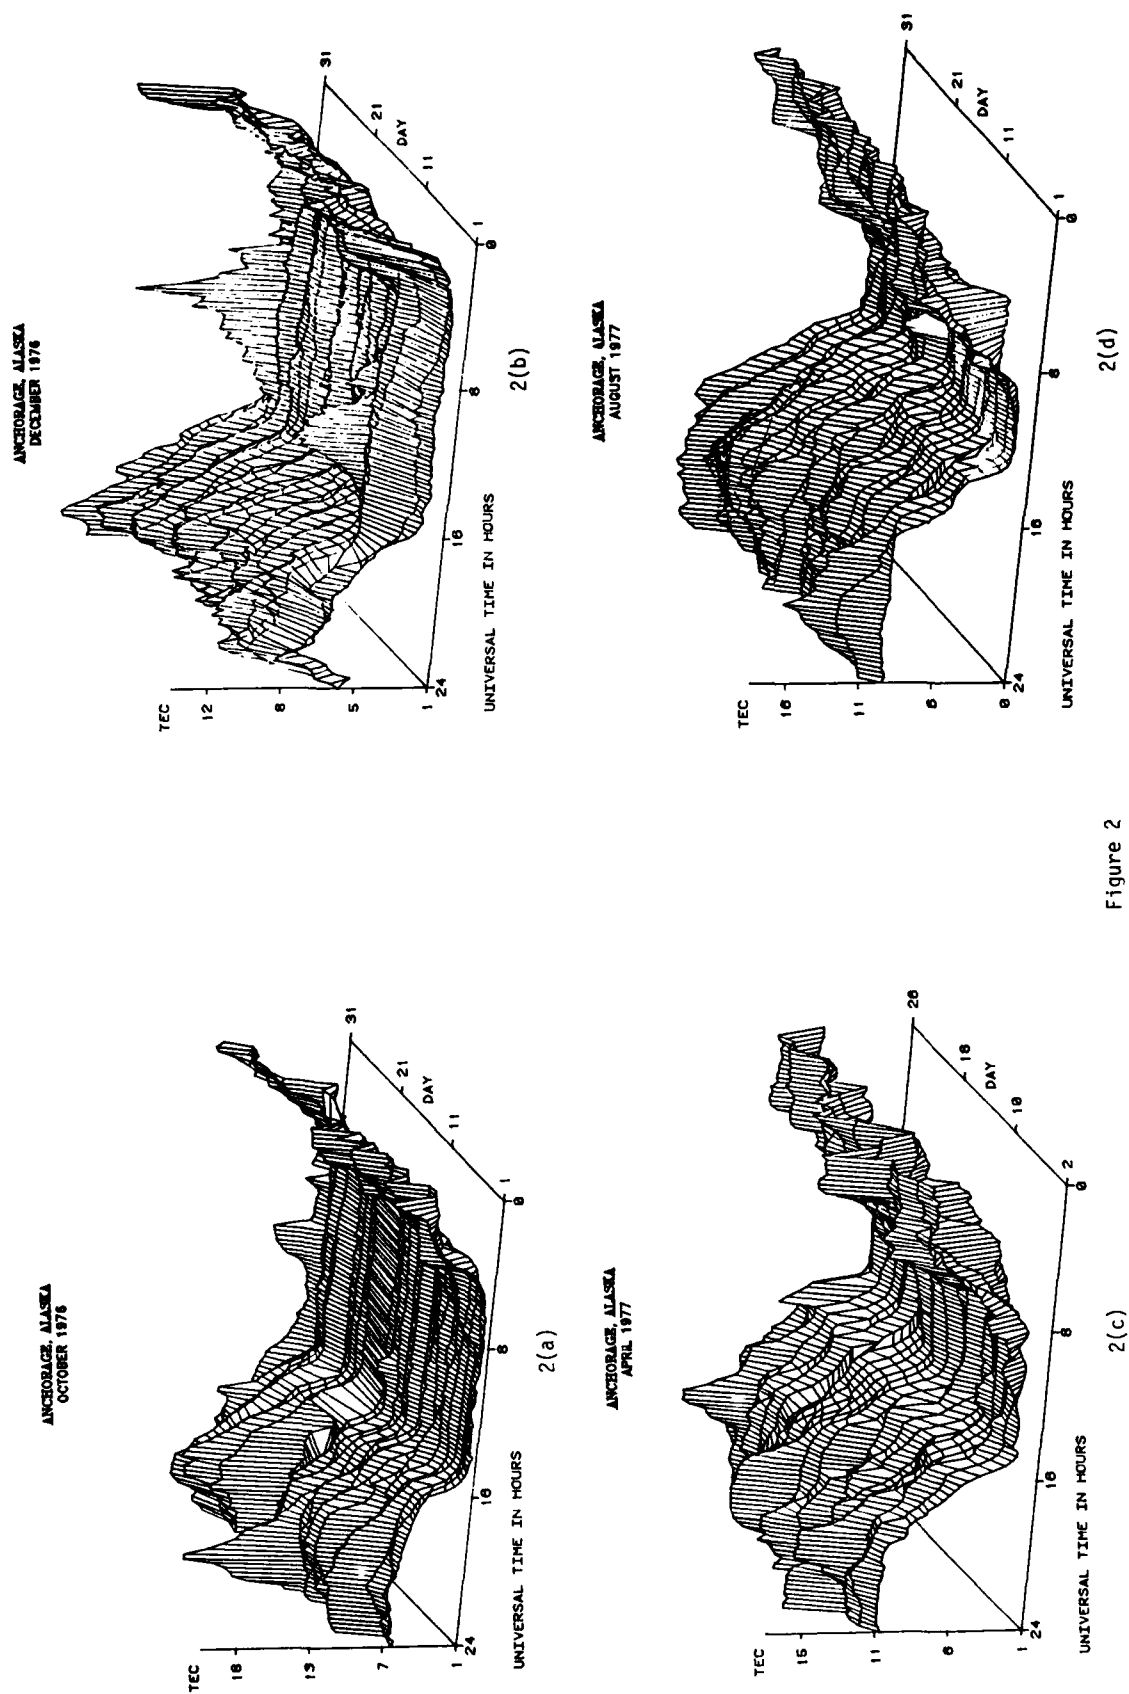 ANCHORAGE, ALASKA
OCTOBER 1976
TEC
18
13
7
1
24
16
8
0
1
11
21
31
DAY
UNIVERSAL TIME IN HOURS
2(a)
ANCHORAGE, ALASKA
DECEMBER 1976
TEC
12
8
5
1
24
16
8
0
1
11
21
31
DAY
UNIVERSAL TIME IN HOURS
2(b)
ANCHORAGE, ALASKA
APRIL 1977
TEC
15
11
6
1
24
16
8
0
2
10
18
26
DAY
UNIVERSAL TIME IN HOURS
2(c)
ANCHORAGE, ALASKA
AUGUST 1977
TEC
16
11
6
0
24
16
8
0
1
11
21
31
DAY
UNIVERSAL TIME IN HOURS
2(d)
Figure 2